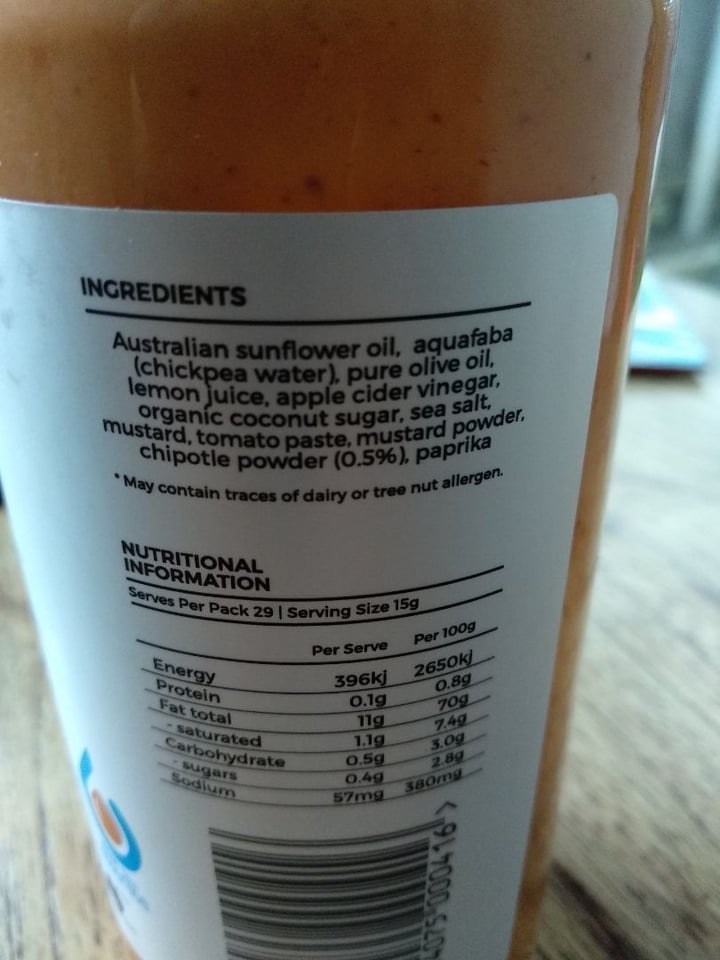 INGREDIENTS
Australian sunflower oil, aquafaba
(chickpea water), pure olive oil,
lemon juice, apple cider vinegar,
organic coconut sugar, sea salt,
mustard, tomato paste, mustard powder,
chipotle powder (0.5%), paprika
* May contain traces of dairy or tree nut allergen.
NUTRITIONAL
INFORMATION
Serves Per Pack 29 | Serving Size 15g
Per Serve Per 100g
Energy 396kj 2650kj
Protein 0.1g 0.8g
Fat total 11g 70g
- saturated 1.1g 7.4g
Carbohydrate 0.5g 3.0g
- sugars 0.4g 2.8g
Sodium 57mg 380mg